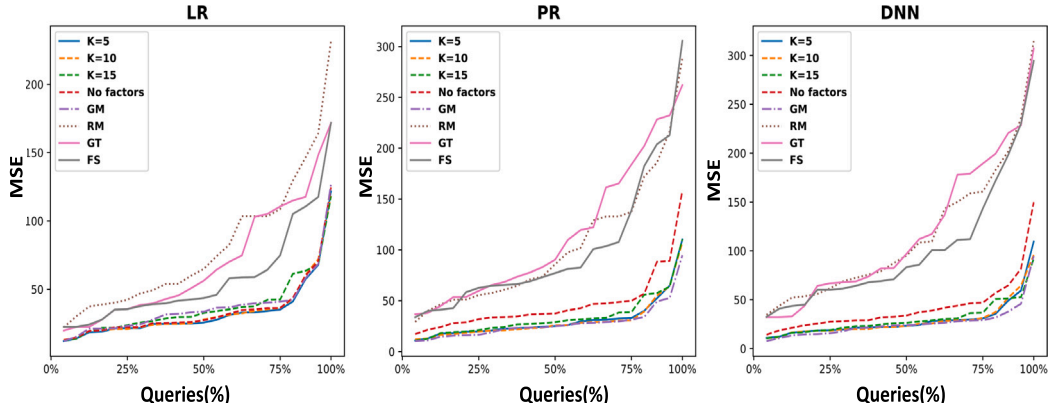 LR
MSE
200
150
100
50
K=5
K=10
K=15
No factors
GM
RM
GT
FS
0%
25%
50%
75%
100%
Queries(%)
PR
MSE
300
250
200
150
100
50
0
K=5
K=10
K=15
No factors
GM
RM
GT
FS
0%
25%
50%
75%
100%
Queries(%)
DNN
MSE
300
250
200
150
100
50
0
K=5
K=10
K=15
No factors
GM
RM
GT
FS
0%
25%
50%
75%
100%
Queries(%)